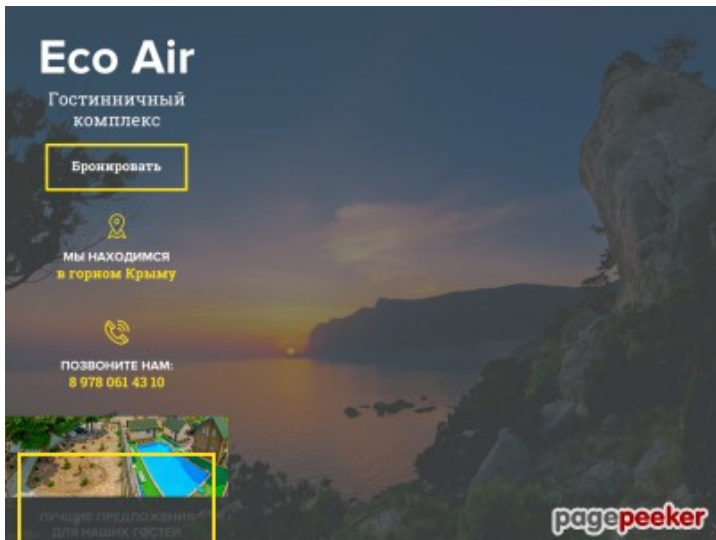 Eco Air
Гостинничный
комплекс
Бронировать
МЫ НАХОДИМСЯ
в горном Крыму
ПОЗВОНИТЕ НАМ:
8 978 061 43 10
ЛУЧШИЕ ПРЕДЛОЖЕНИЯ
ДЛЯ НАШИХ ГОСТЕЙ
pagepeeker